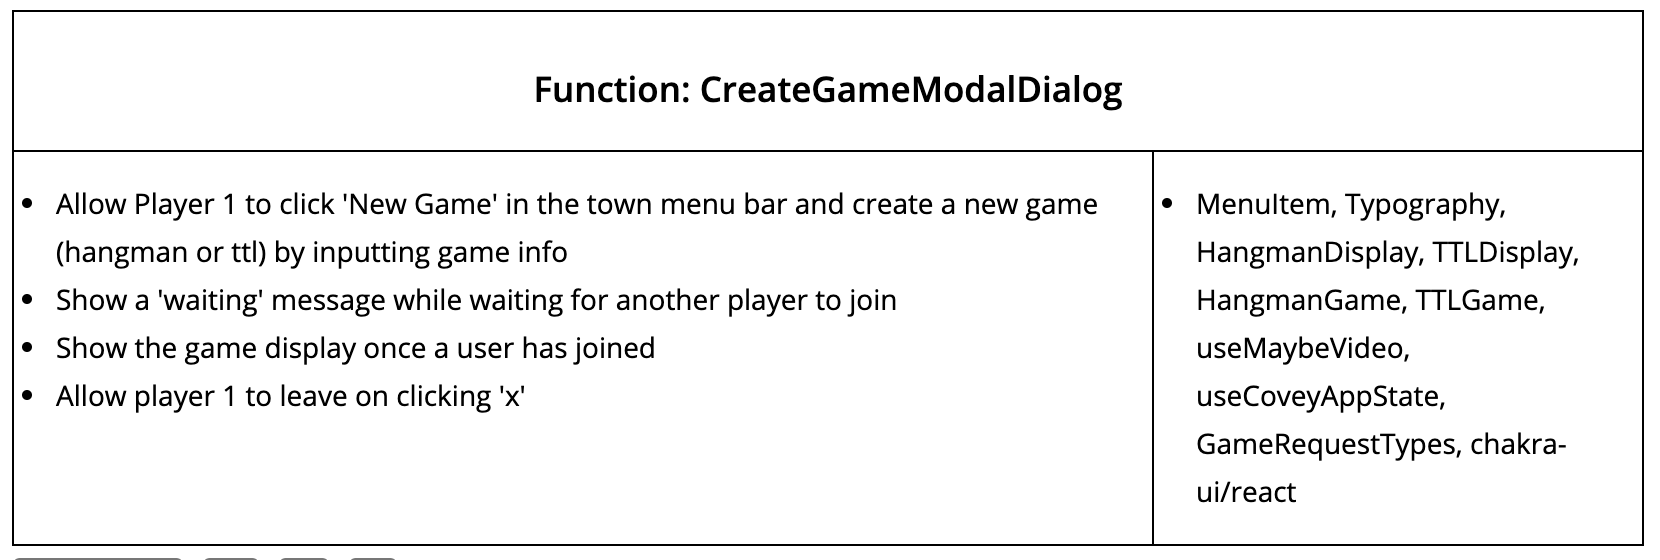 Function: CreateGameModalDialog
• Allow Player 1 to click 'New Game' in the town menu bar and create a new game
(hangman or ttl) by inputting game info
• Show a 'waiting' message while waiting for another player to join
• Show the game display once a user has joined
• Allow player 1 to leave on clicking 'x'
• MenuItem, Typography,
HangmanDisplay, TTLDisplay,
HangmanGame, TTLGame,
useMaybeVideo,
useCoveyAppState,
GameRequestTypes, chakra-
ui/react